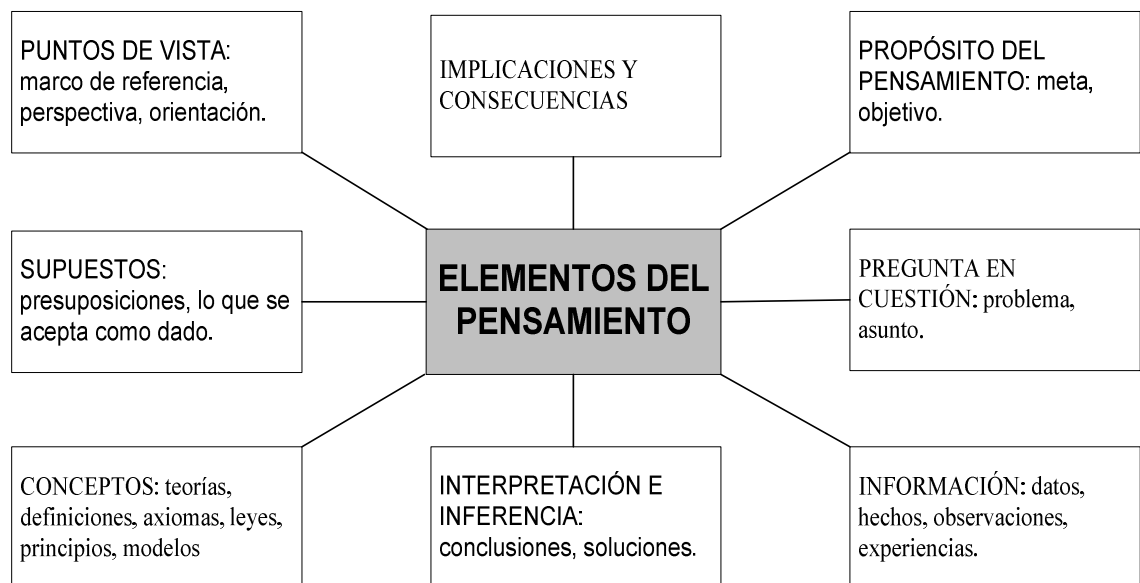 PUNTOS DE VISTA:
marco de referencia,
perspectiva, orientación.
IMPLICACIONES Y
CONSECUENCIAS
PROPÓSITO DEL
PENSAMIENTO: meta,
objetivo.
SUPUESTOS:
presuposiciones, lo que se
acepta como dado.
ELEMENTOS DEL
PENSAMIENTO
PREGUNTA EN
CUESTIÓN: problema,
asunto.
CONCEPTOS: teorías,
definiciones, axiomas, leyes,
principios, modelos
INTERPRETACIÓN E
INFERENCIA:
conclusiones, soluciones.
INFORMACIÓN: datos,
hechos, observaciones,
experiencias.